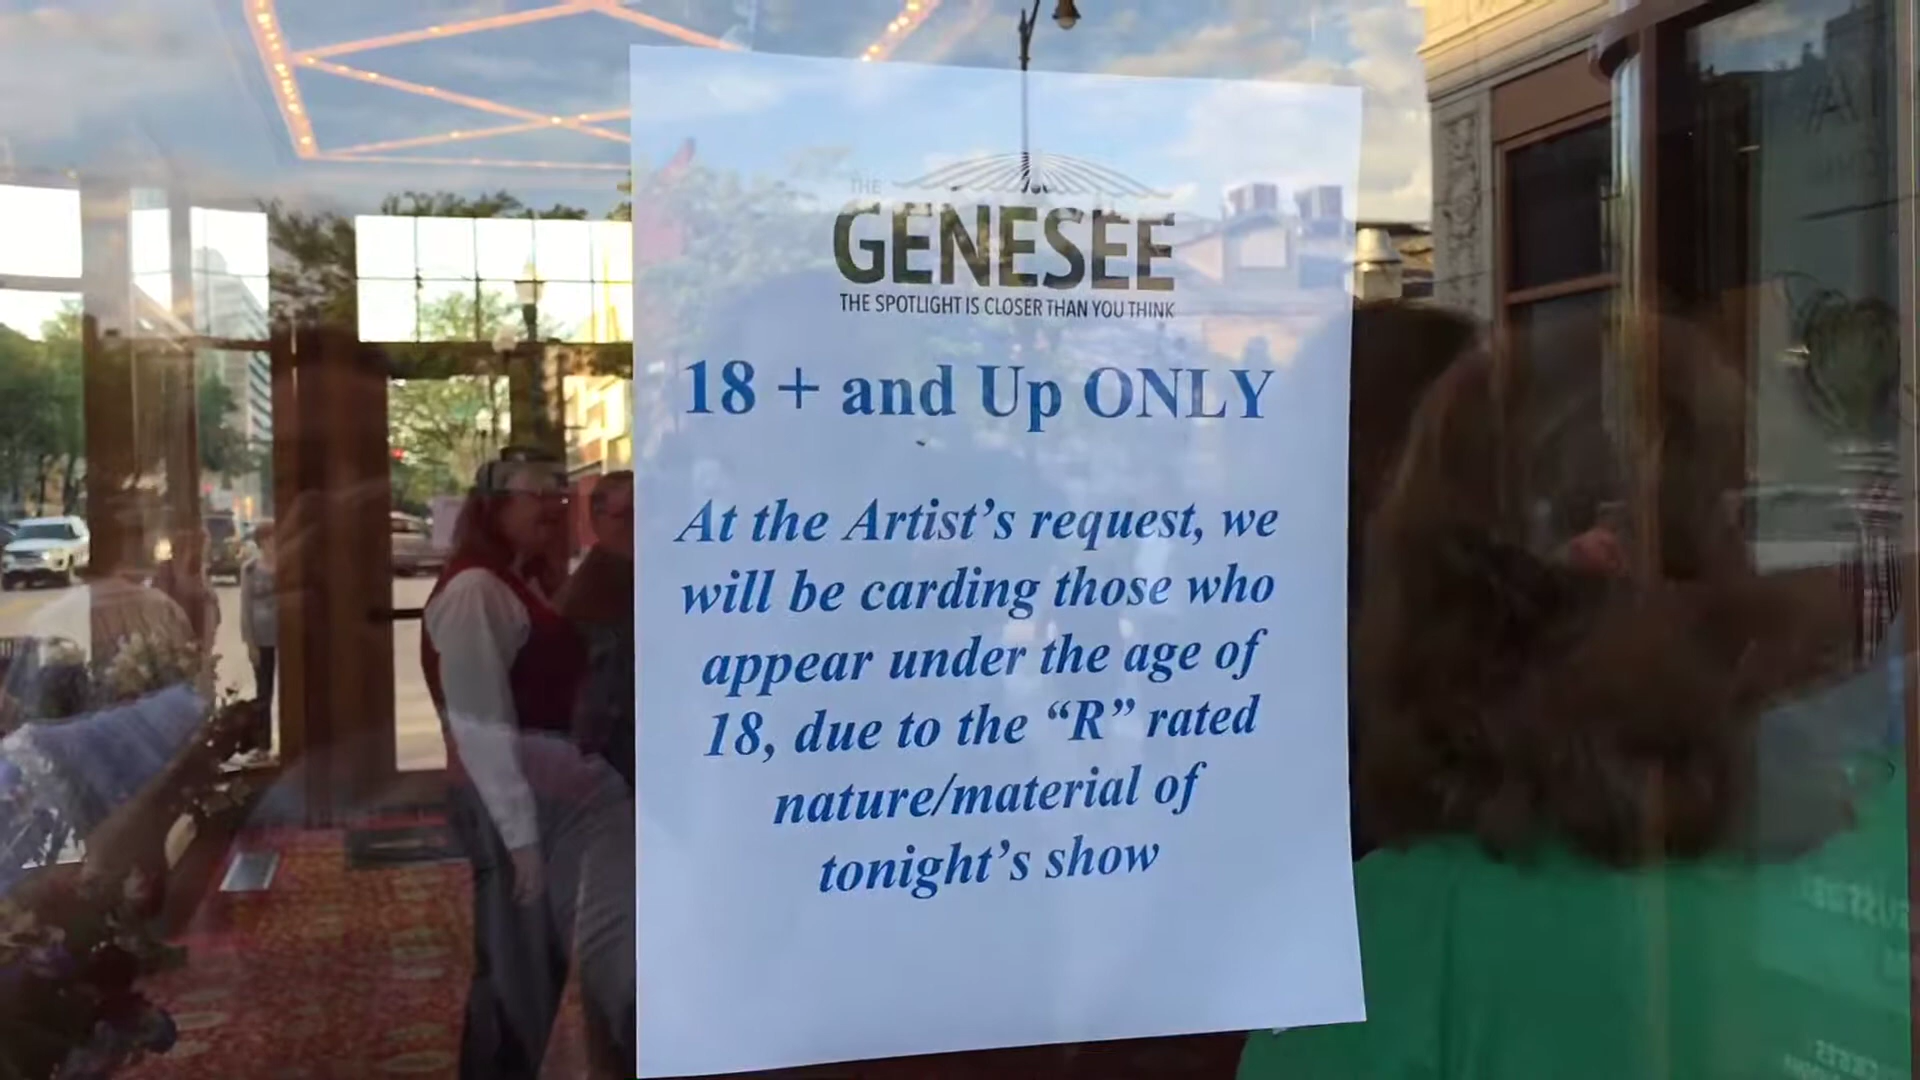 THE
GENESEE
THE SPOTLIGHT IS CLOSER THAN YOU THINK
18 + and Up ONLY
At the Artist's request, we
will be carding those who
appear under the age of
18, due to the “R” rated
nature/material of
tonight's show